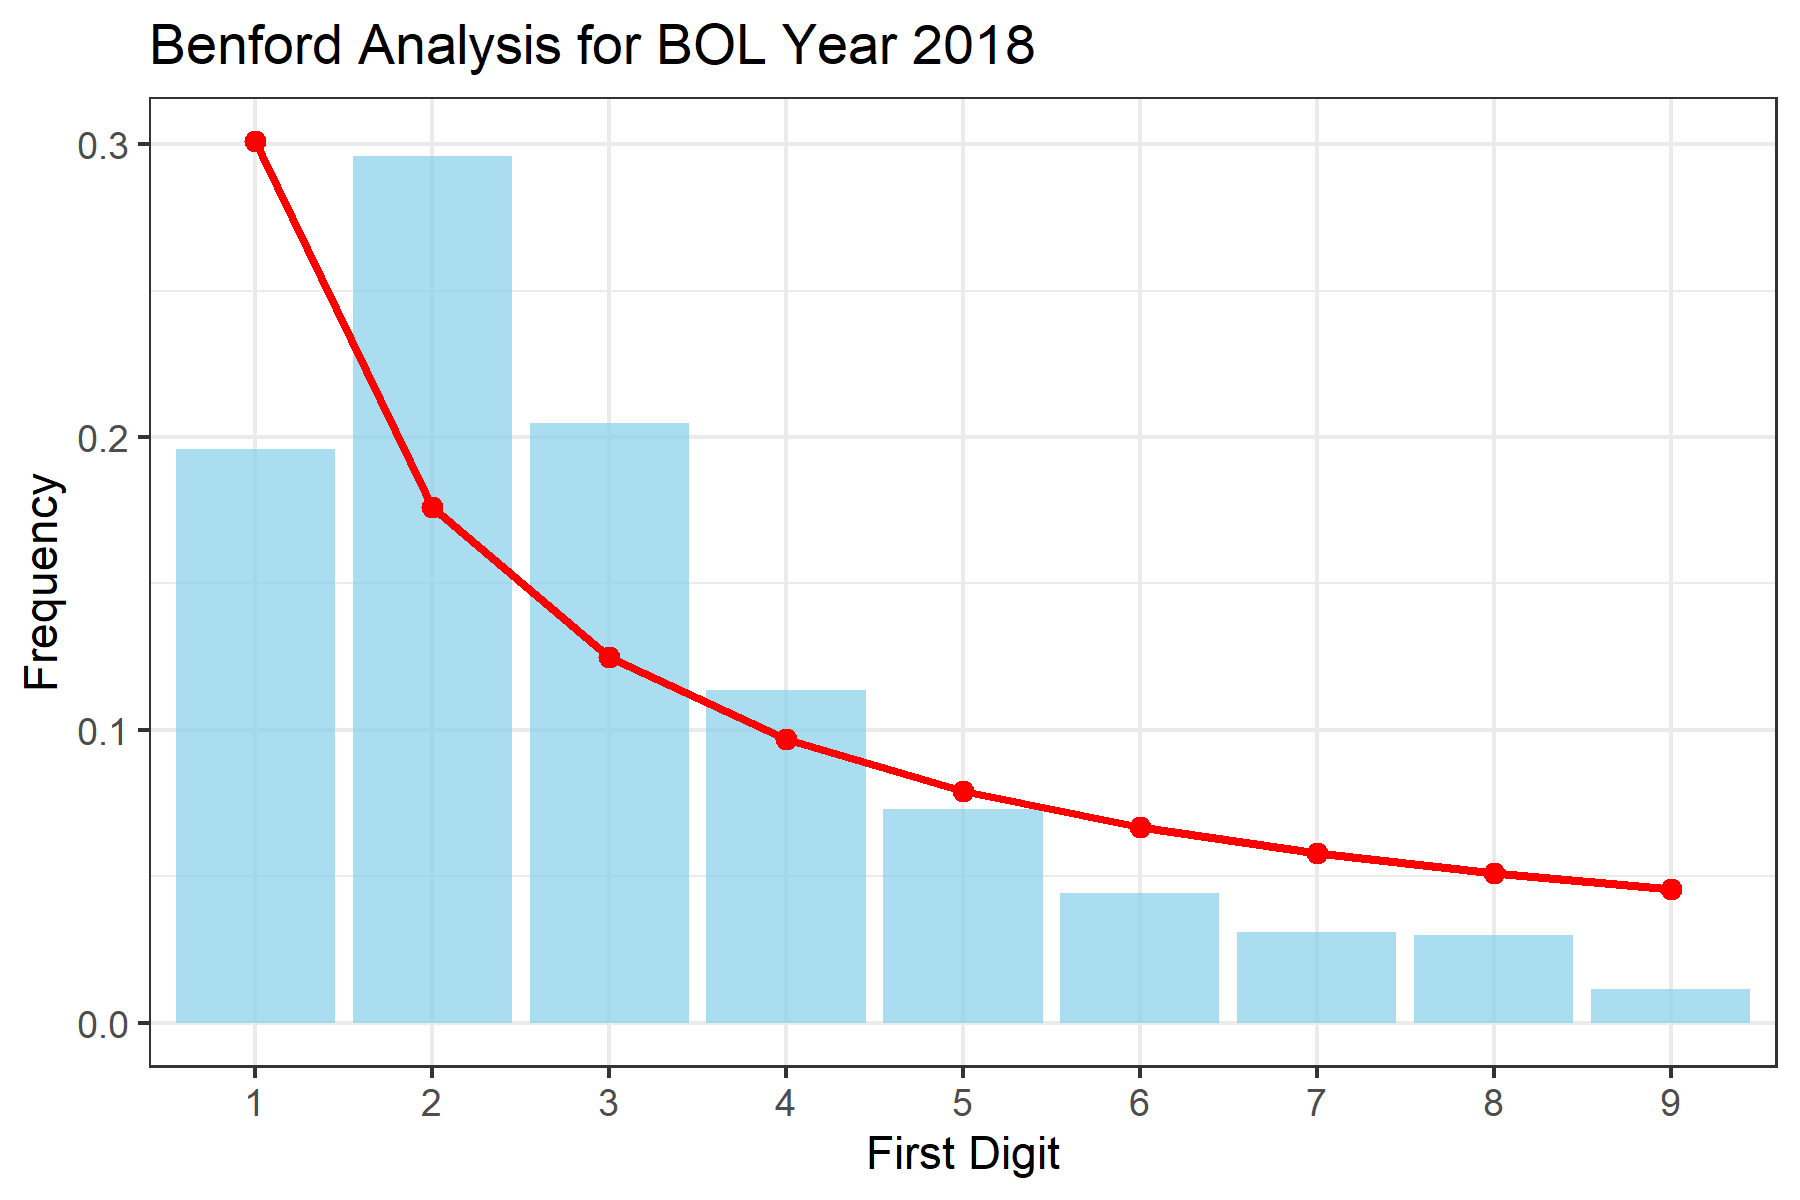 Benford Analysis for BOL Year 2018
Frequency
0.3
0.2
0.1
0.0
1 2 3 4 5 6 7 8 9
First Digit